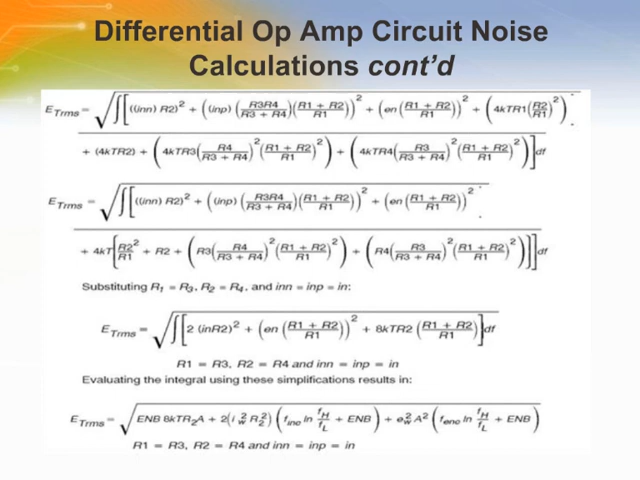 Differential Op Amp Circuit Noise
Calculations cont'd
E_Trms = √∫[((inn) R2)² + ((inp) (R3R4/(R3 + R4))((R1 + R2)/R1))² + (en((R1 + R2)/R1))² + (4kTR1(R2/R1)²)
+ (4kTR2) + (4kTR3(R4/(R3 + R4))²((R1 + R2)/R1)²) + (4kTR4(R3/(R3 + R4))²((R1 + R2)/R1)²)]df
E_Trms = √∫[((inn) R2)² + ((inp) (R3R4/(R3 + R4))((R1 + R2)/R1))² + (en((R1 + R2)/R1))²
+ 4kT[R2²/R1 + R2 + (R3(R4/(R3 + R4))²((R1 + R2)/R1)²) + (R4(R3/(R3 + R4))²((R1 + R2)/R1)²)]]df
Substituting R₁ = R₃, R₂ = R₄, and inn = inp = in:
E_Trms = √∫[2 (inR2)² + (en ((R1 + R2)/R1))² + 8kTR2 ((R1 + R2)/R1)]df
R1 = R3, R2 = R4 and inn = inp = in
Evaluating the integral using these simplifications results in:
E_Trms = √ENB 8kTR₂A + 2(i_w² R₂²) (f_inc ln f_H/f_L + ENB) + e_w² A² (f_enc ln f_H/f_L + ENB)
R1 = R3, R2 = R4 and inn = inp = in